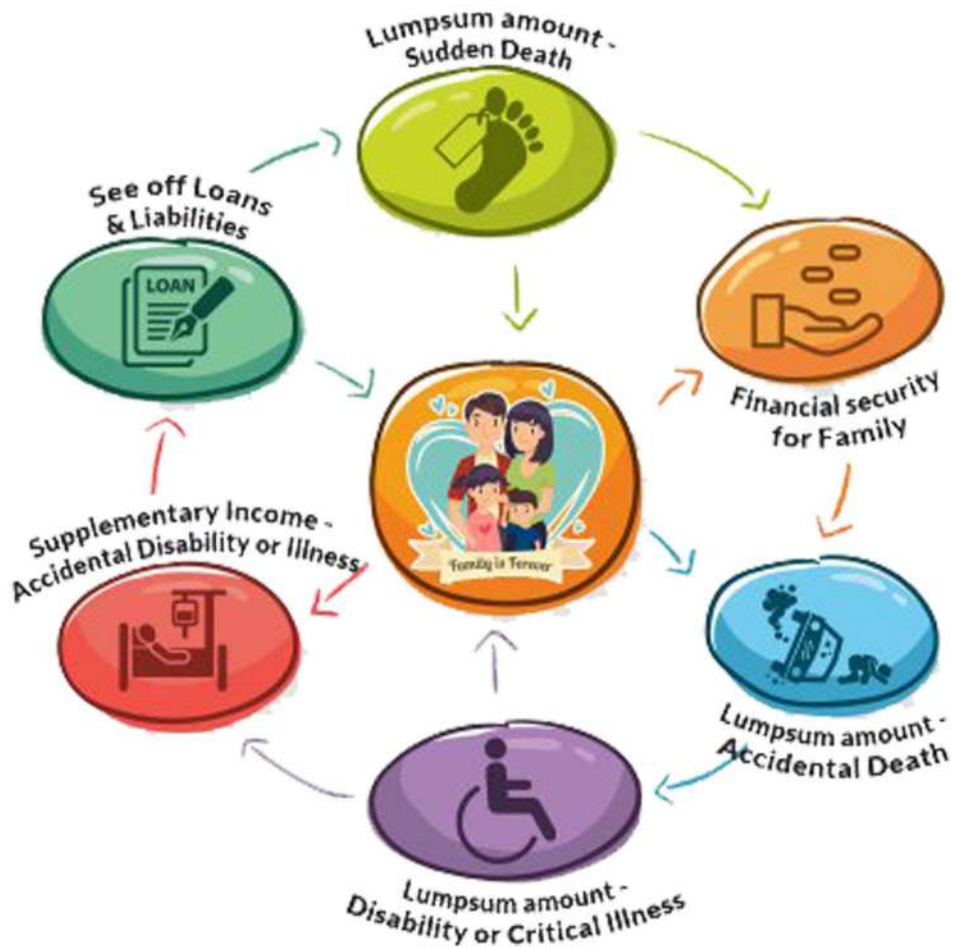 Lumpsum amount -
Sudden Death
See off Loans
& Liabilities
LOAN
Financial security
for Family
Family is Forever
Supplementary Income -
Accidental Disability or Illness
Lumpsum amount -
Accidental Death
Lumpsum amount -
Disability or Critical Illness